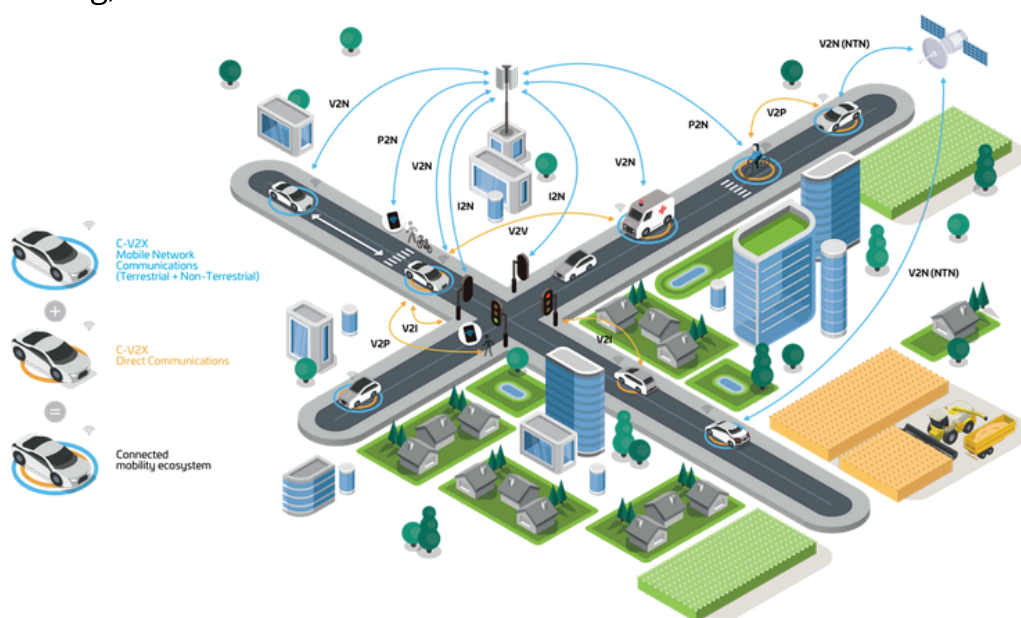 V2N (NTN)
V2N
V2P
P2N
P2N
V2N
V2N
I2N
I2N
V2V
C-V2X
Mobile Network
Communications
(Terrestrial + Non-Terrestrial)
V2N (NTN)
+
V2I
V2P
V2I
C-V2X
Direct Communications
=
Connected
mobility ecosystem